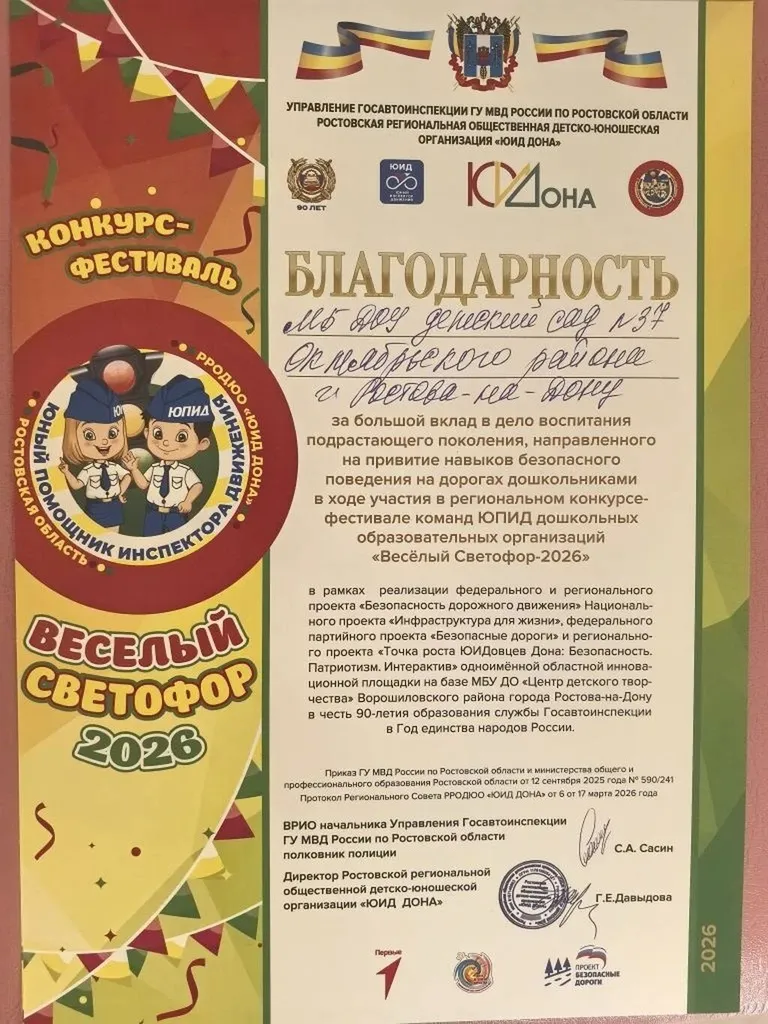 УПРАВЛЕНИЕ ГОСАВТОИНСПЕКЦИИ ГУ МВД РОССИИ ПО РОСТОВСКОЙ ОБЛАСТИ
РОСТОВСКАЯ РЕГИОНАЛЬНАЯ ОБЩЕСТВЕННАЯ ДЕТСКО-ЮНОШЕСКАЯ
ОРГАНИЗАЦИЯ «ЮИД ДОНА»
90 ЛЕТ
ЮИД
ЮИДОНА
КОНКУРС-
ФЕСТИВАЛЬ
БЛАГОДАРНОСТЬ
МБДОУ детский сад №37
Октябрьского района
г. Ростова-на-Дону
за большой вклад в дело воспитания
подрастающего поколения, направленного
на привитие навыков безопасного
поведения на дорогах дошкольниками
в ходе участия в региональном конкурсе-
фестивале команд ЮПИД дошкольных
образовательных организаций
«Весёлый Светофор-2026»
РРОДЮО «ЮИД ДОНА»
РОСТОВСКАЯ ОБЛАСТЬ
ЮНЫЙ ПОМОЩНИК ИНСПЕКТОРА ДВИЖЕНИЯ
ЮПИД
ВЕСЕЛЫЙ
СВЕТОФОР
2026
в рамках реализации федерального и регионального
проекта «Безопасность дорожного движения» Националь-
ного проекта «Инфраструктура для жизни», федерального
партийного проекта «Безопасные дороги» и регионально-
го проекта «Точка роста ЮИДовцев Дона: Безопасность.
Патриотизм. Интерактив» одноимённой областной иннова-
ционной площадки на базе МБУ ДО «Центр детского твор-
чества» Ворошиловского района города Ростова-на-Дону
в честь 90-летия образования службы Госавтоинспекции
в Год единства народов России.
Приказ ГУ МВД России по Ростовской области и министерства общего и
профессионального образования Ростовской области от 12 сентября 2025 года № 590/241
Протокол Регионального Совета РРОДЮО «ЮИД ДОНА» от 6 от 17 марта 2026 года
ВРИО начальника Управления Госавтоинспекции
ГУ МВД России по Ростовской области
полковник полиции
С.А. Сасин
Директор Ростовской региональной
общественной детско-юношеской
организации «ЮИД ДОНА»
Г.Е.Давыдова
Первые
ПРОЕКТ
БЕЗОПАСНЫЕ
ДОРОГИ
2026